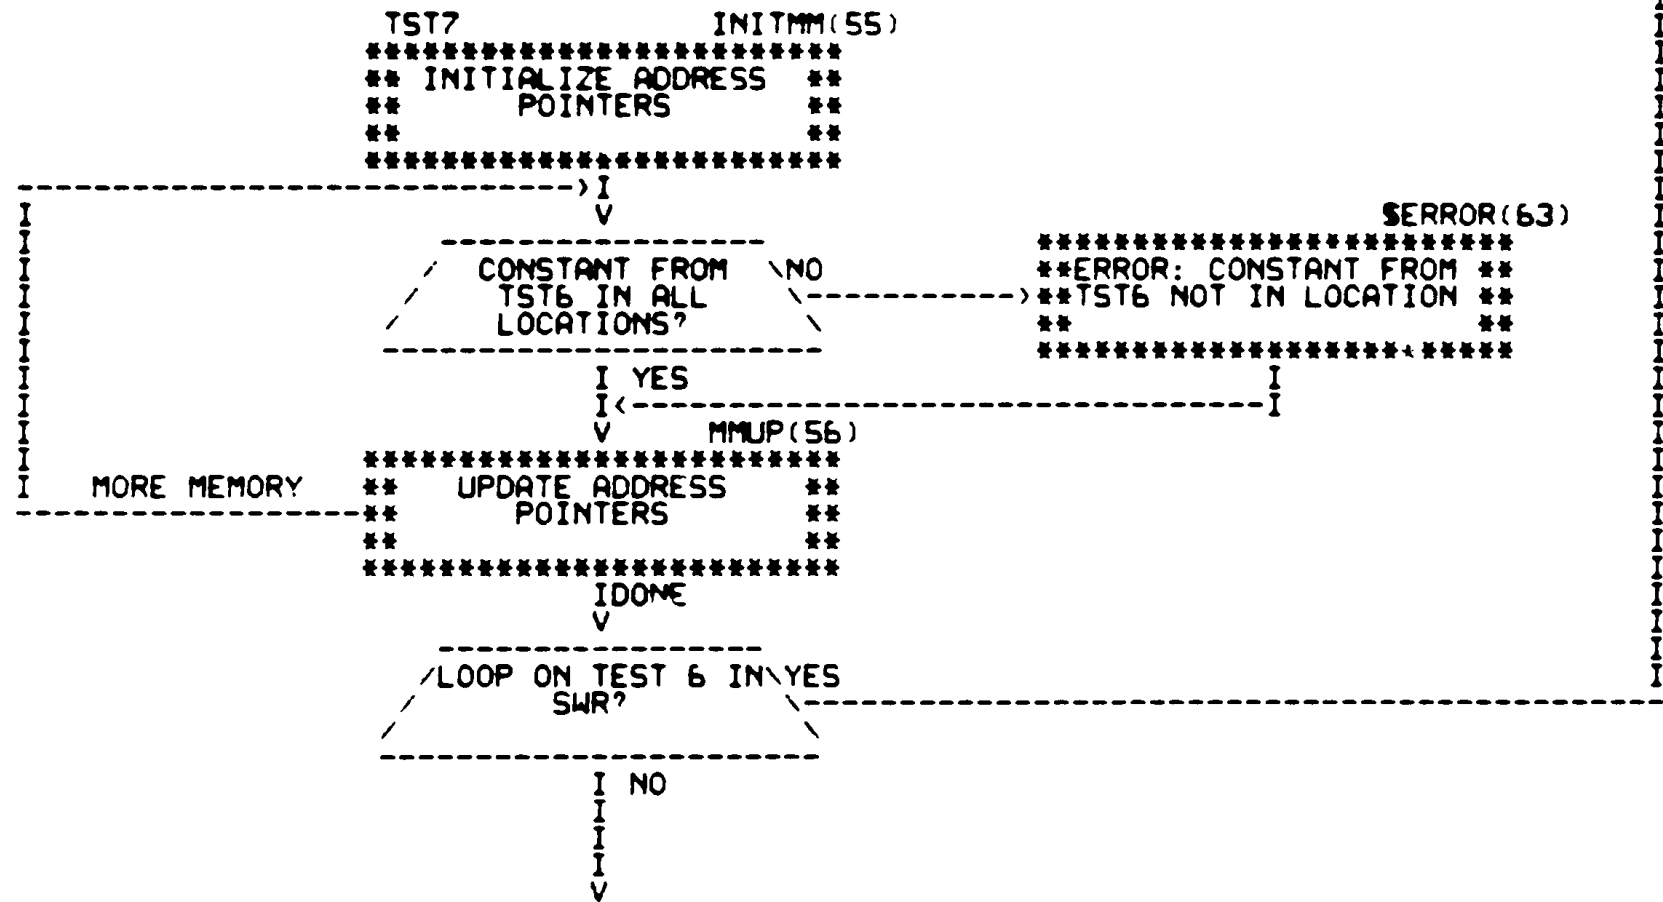 TST7 INITMM(55)
INITIALIZE ADDRESS
POINTERS
$ERROR(63)
CONSTANT FROM NO
TST6 IN ALL
LOCATIONS?
ERROR: CONSTANT FROM
TST6 NOT IN LOCATION
YES
MMUP(56)
MORE MEMORY
UPDATE ADDRESS
POINTERS
DONE
LOOP ON TEST 6 IN YES
SWR?
NO